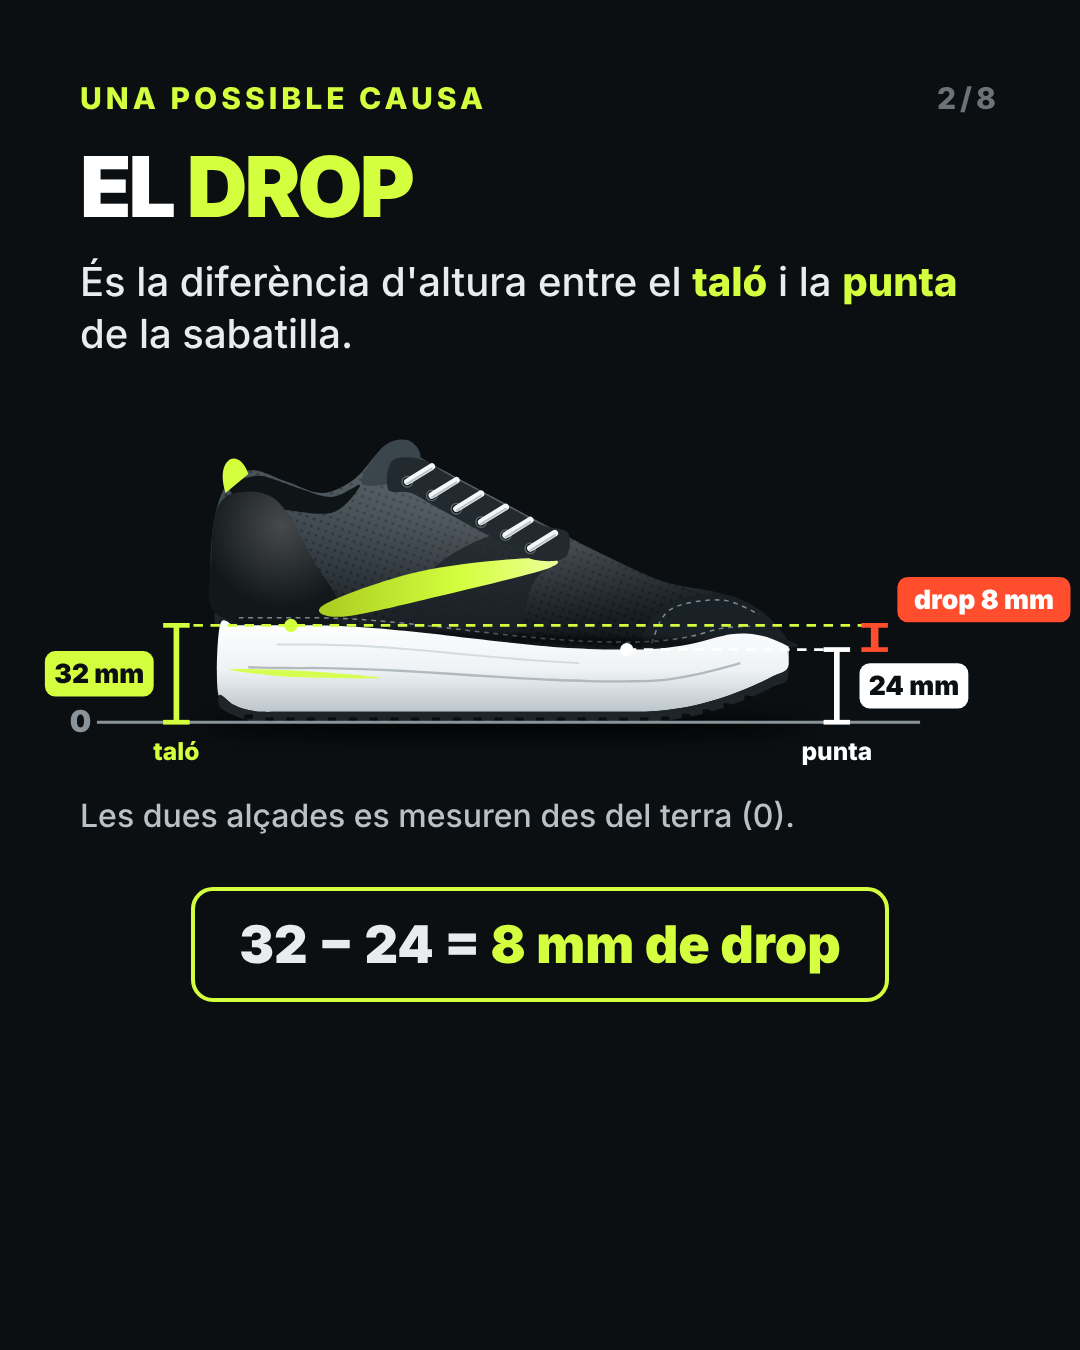 UNA POSSIBLE CAUSA
2/8
EL DROP
És la diferència d'altura entre el taló i la punta
de la sabatilla.
drop 8 mm
32 mm
24 mm
0
taló
punta
Les dues alçades es mesuren des del terra (0).
32 – 24 = 8 mm de drop